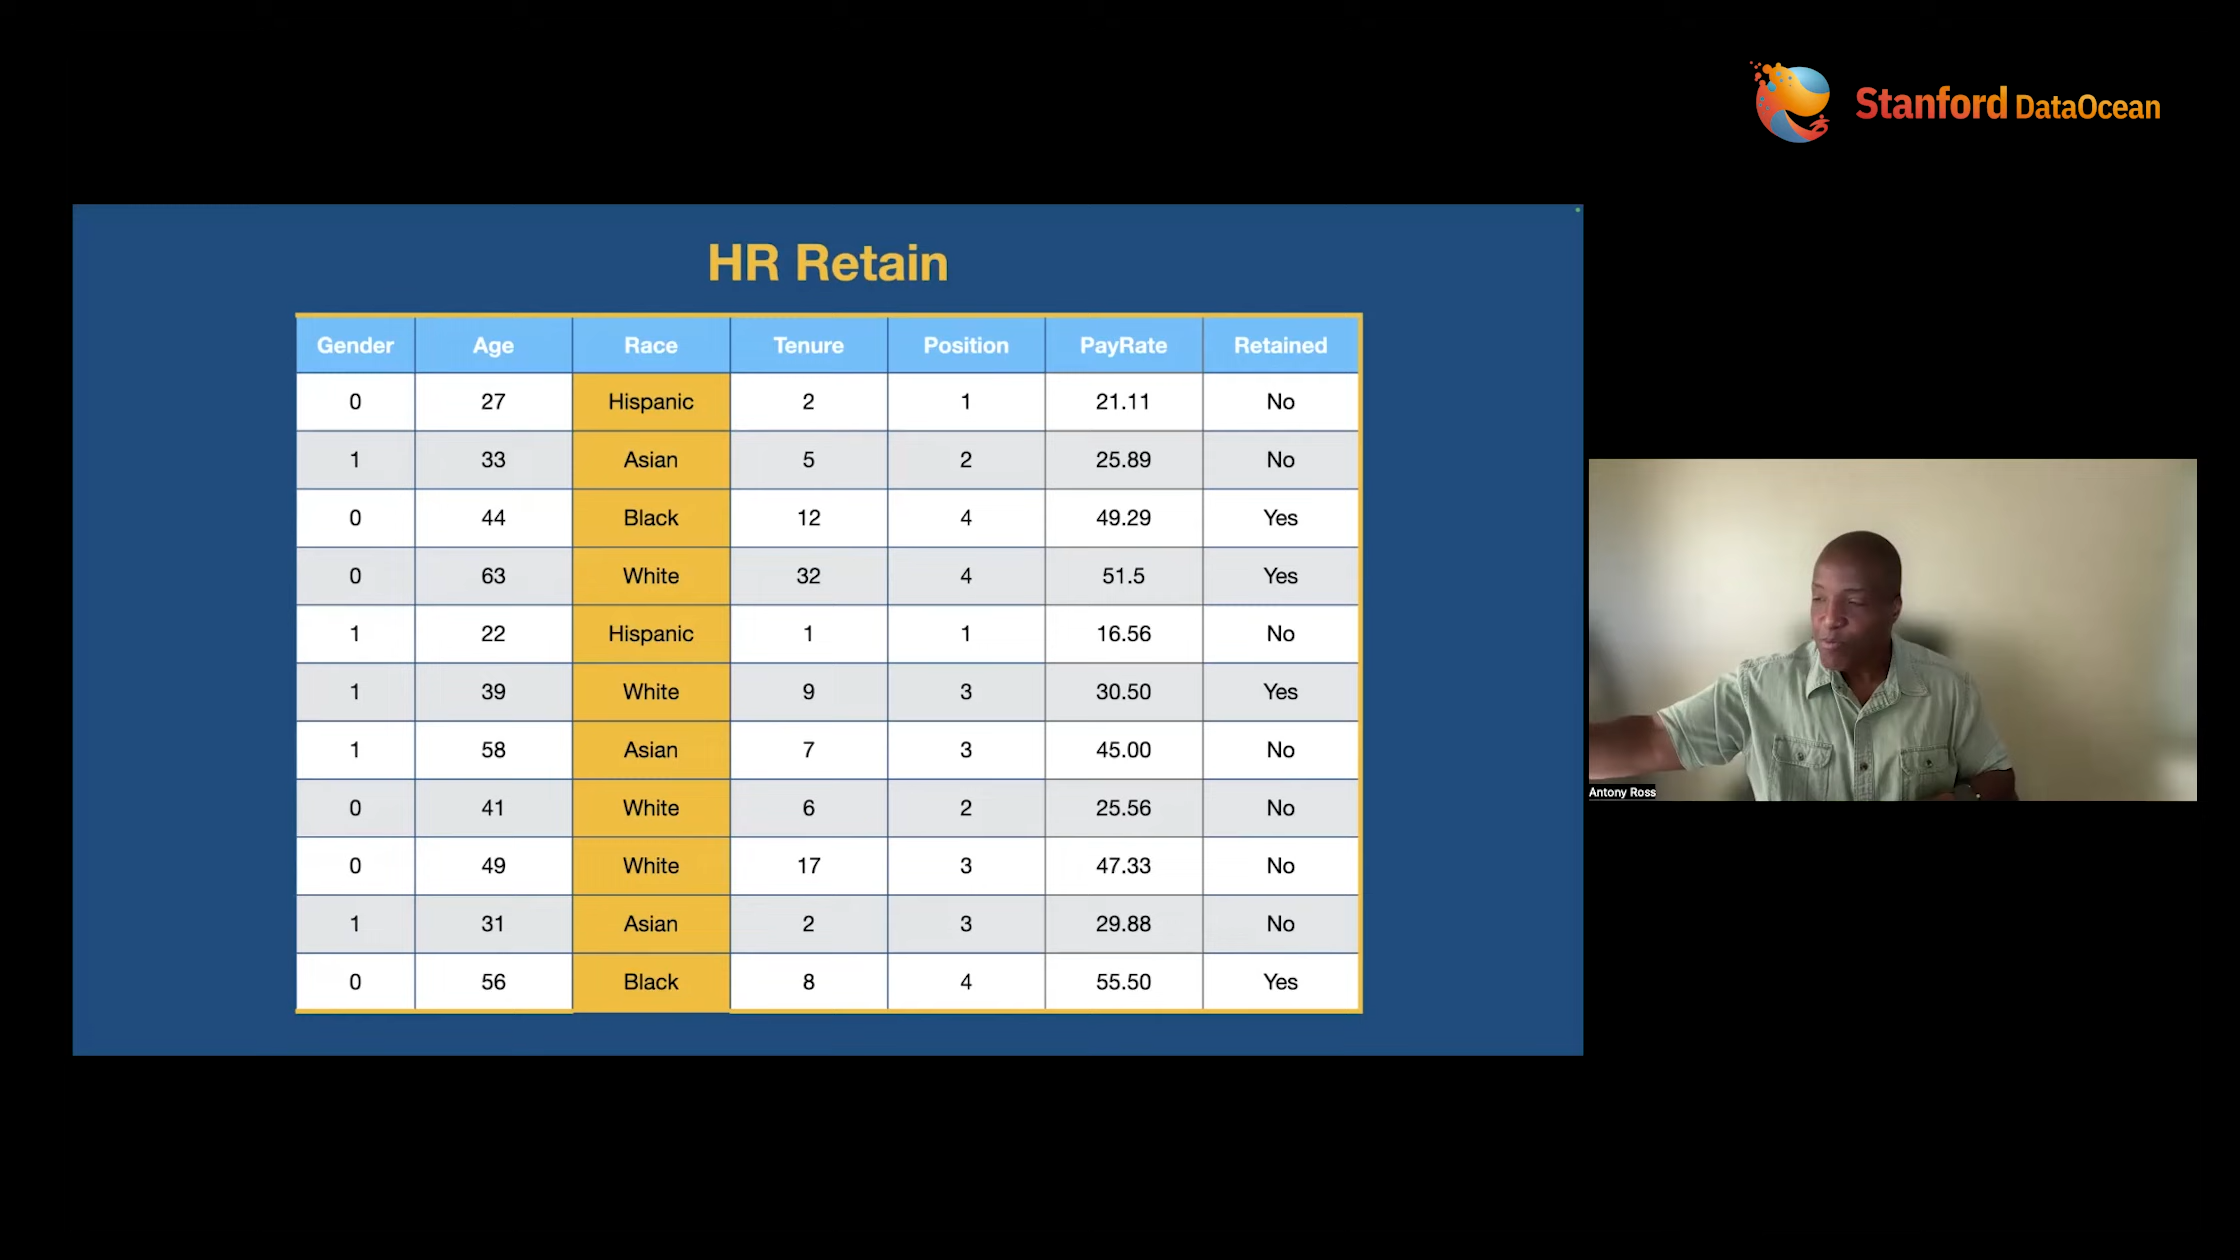 Stanford DataOcean
HR Retain
Gender Age Race Tenure Position PayRate Retained
0 27 Hispanic 2 1 21.11 No
1 33 Asian 5 2 25.89 No
0 44 Black 12 4 49.29 Yes
0 63 White 32 4 51.5 Yes
1 22 Hispanic 1 1 16.56 No
1 39 White 9 3 30.50 Yes
1 58 Asian 7 3 45.00 No
0 41 White 6 2 25.56 No
0 49 White 17 3 47.33 No
1 31 Asian 2 3 29.88 No
0 56 Black 8 4 55.50 Yes
Antony Ross